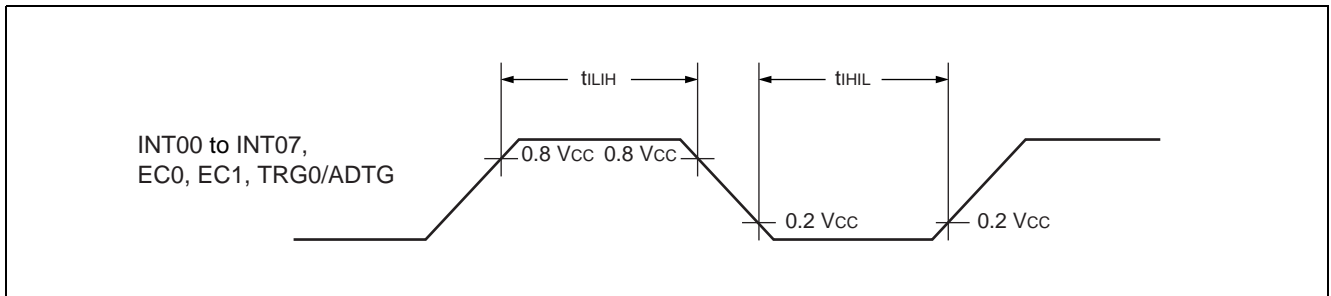 tILIH
tIHIL
INT00 to INT07,
EC0, EC1, TRG0/ADTG
0.8 VCC 0.8 VCC
0.2 VCC
0.2 VCC